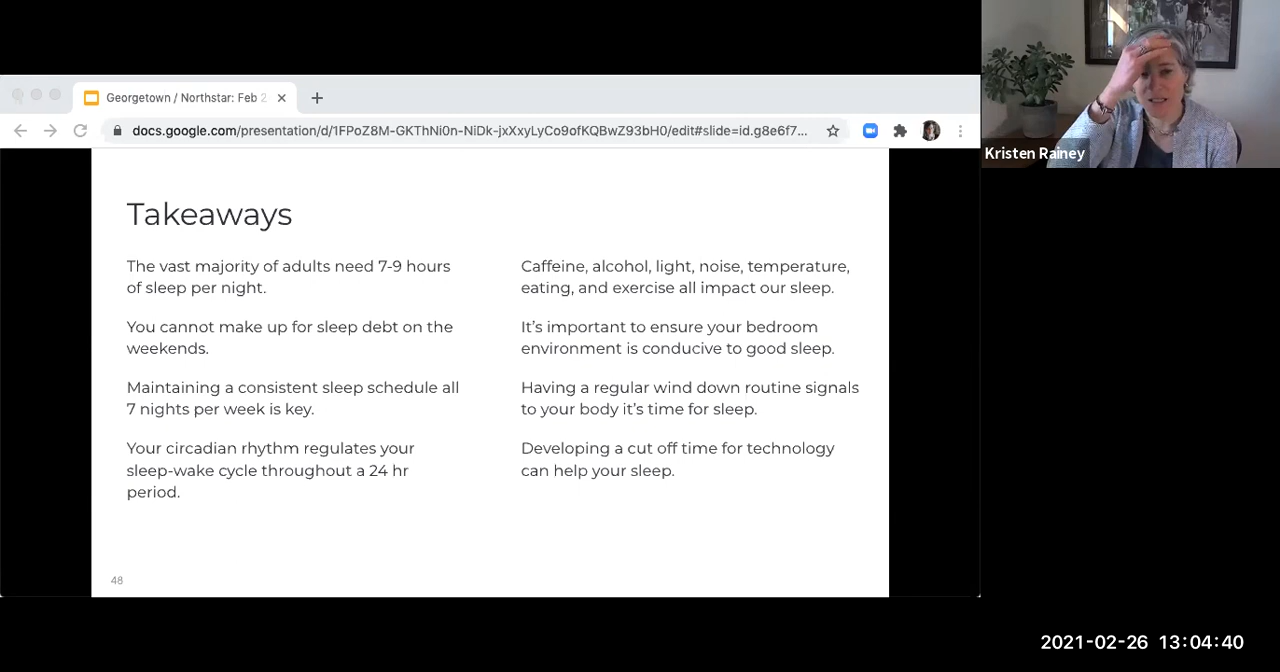 Georgetown / Northstar: Feb 2
docs.google.com/presentation/d/1FPoZ8M-GKThNi0n-NiDk-jxXxyLyCo9ofKQBwZ93bH0/edit#slide=id.g8e6f7...
Kristen Rainey
Takeaways
The vast majority of adults need 7-9 hours
of sleep per night.
You cannot make up for sleep debt on the
weekends.
Maintaining a consistent sleep schedule all
7 nights per week is key.
Your circadian rhythm regulates your
sleep-wake cycle throughout a 24 hr
period.
Caffeine, alcohol, light, noise, temperature,
eating, and exercise all impact our sleep.
It’s important to ensure your bedroom
environment is conducive to good sleep.
Having a regular wind down routine signals
to your body it’s time for sleep.
Developing a cut off time for technology
can help your sleep.
48
2021-02-26 13:04:40